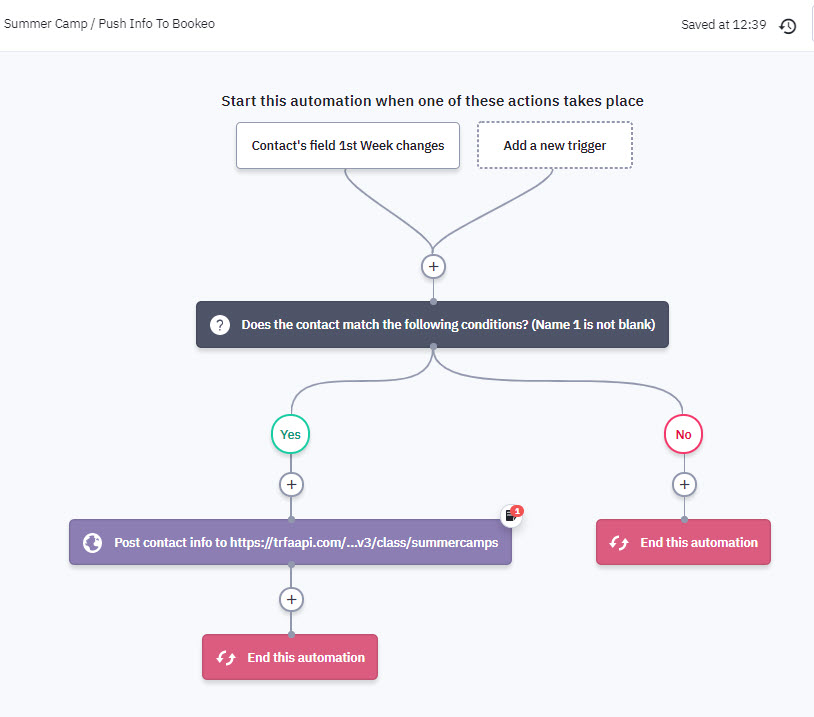 Summer Camp / Push Info To Bookeo
Saved at 12:39
Start this automation when one of these actions takes place
Contact's field 1st Week changes
Add a new trigger
+
? Does the contact match the following conditions? (Name 1 is not blank)
Yes
No
+
+
1
Post contact info to https://trfaapi.com/...v3/class/summercamps
End this automation
+
End this automation